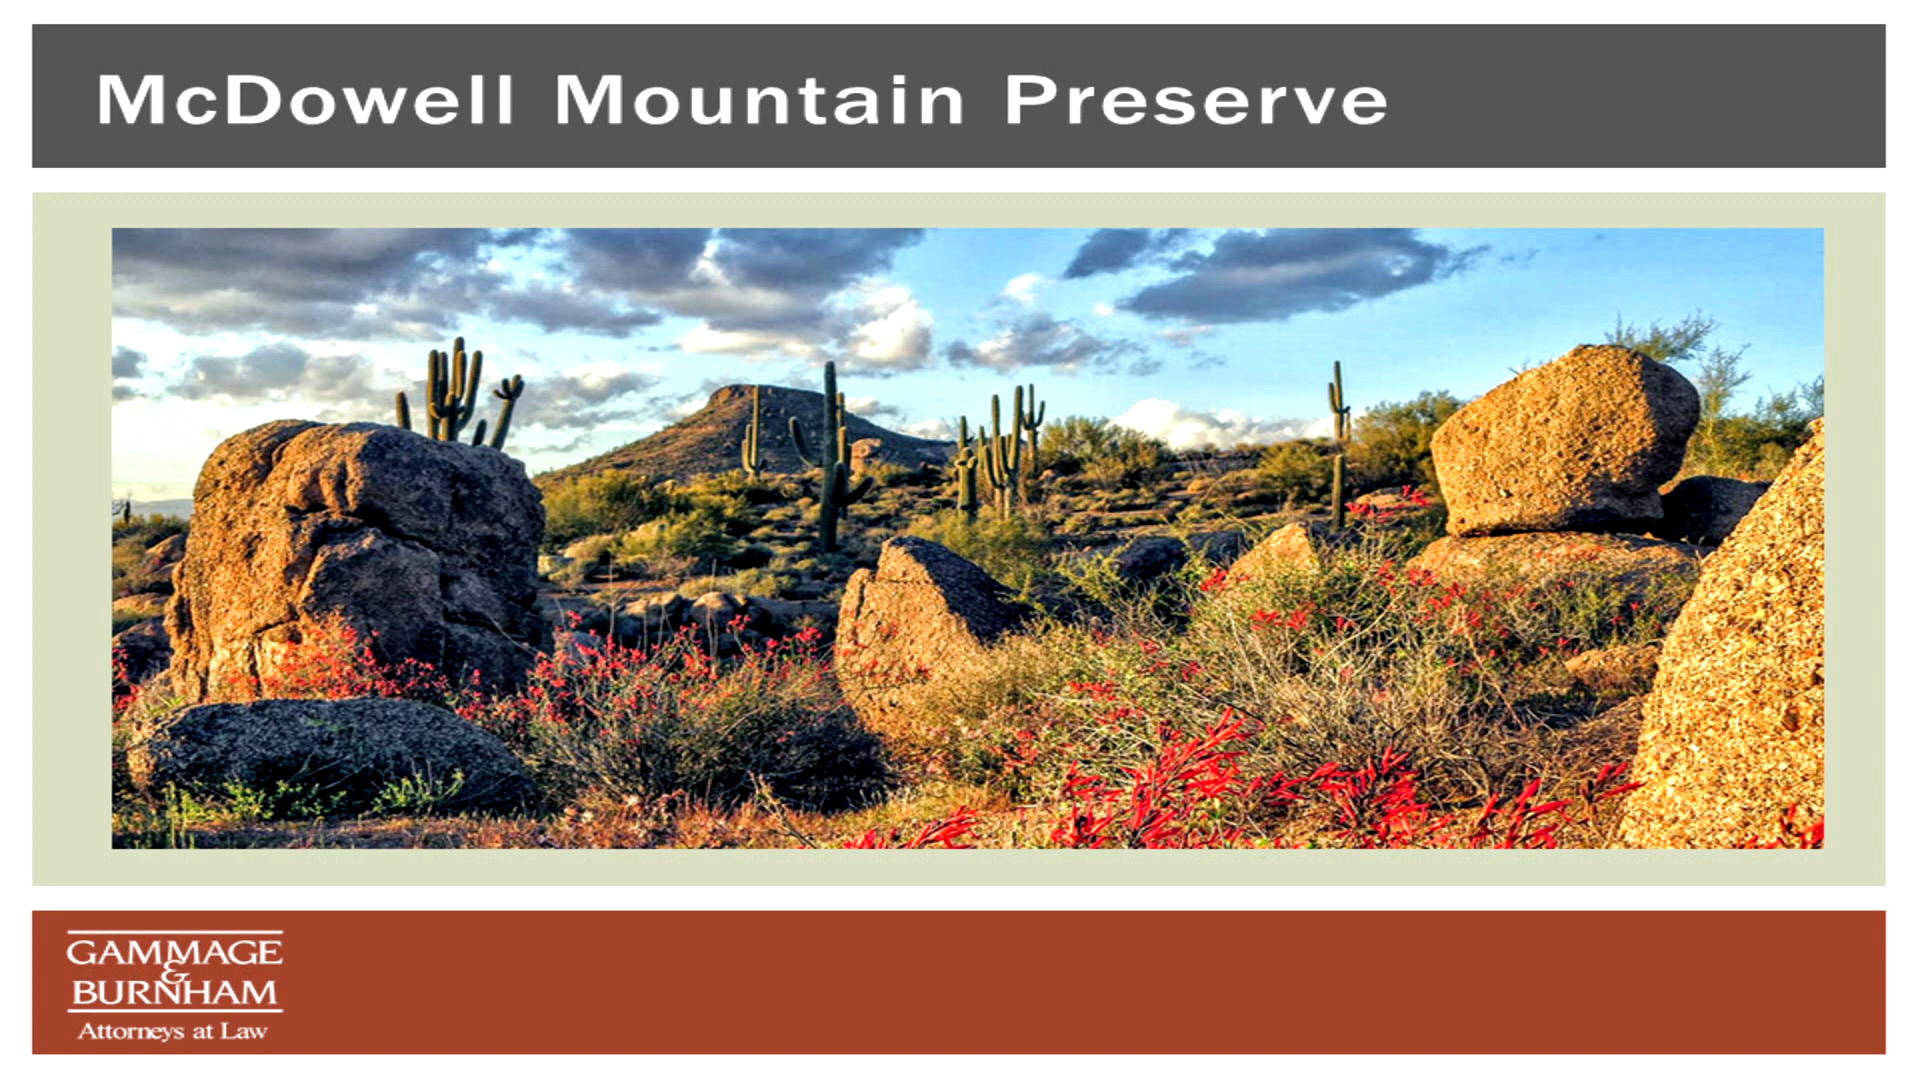 McDowell Mountain Preserve
GAMMAGE
&
BURNHAM
Attorneys at Law